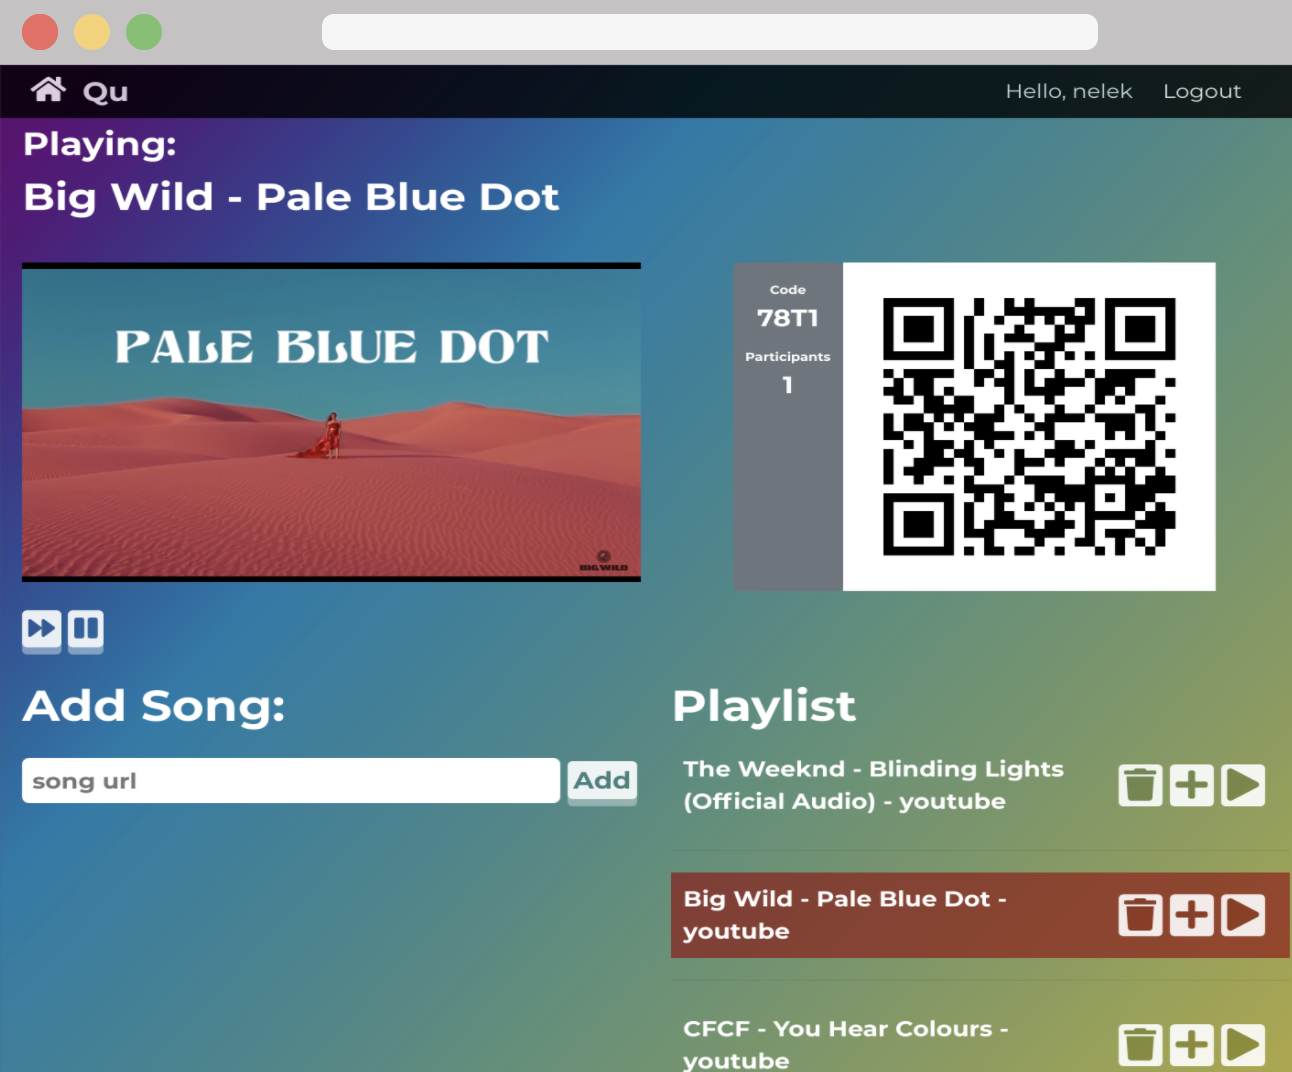 Qu
Hello, nelek
Logout
Playing:
Big Wild - Pale Blue Dot
PALE BLUE DOT
BIG WILD
Code
78T1
Participants
1
Add Song:
song url
Add
Playlist
The Weeknd - Blinding Lights
(Official Audio) - youtube
Big Wild - Pale Blue Dot -
youtube
CFCF - You Hear Colours -
youtube